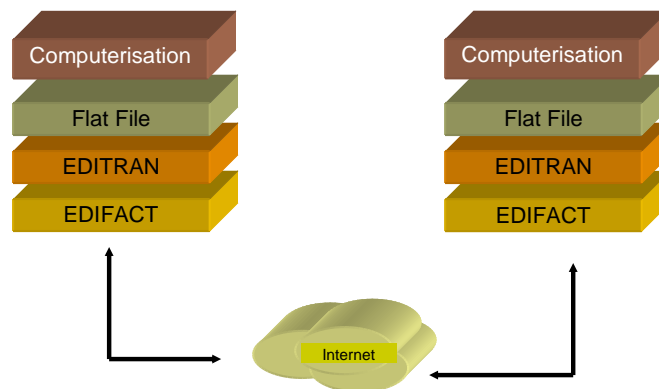 Computerisation
Flat File
EDITRAN
EDIFACT
Computerisation
Flat File
EDITRAN
EDIFACT
Internet